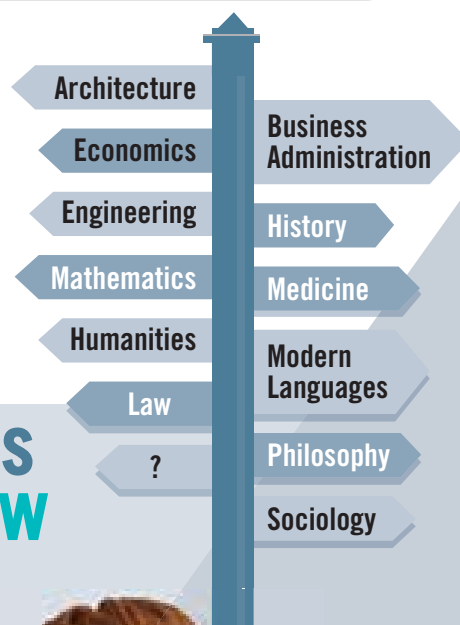 Architecture
Economics
Engineering
Mathematics
Humanities
Law
?
Business
Administration
History
Medicine
Modern
Languages
Philosophy
Sociology
S
W